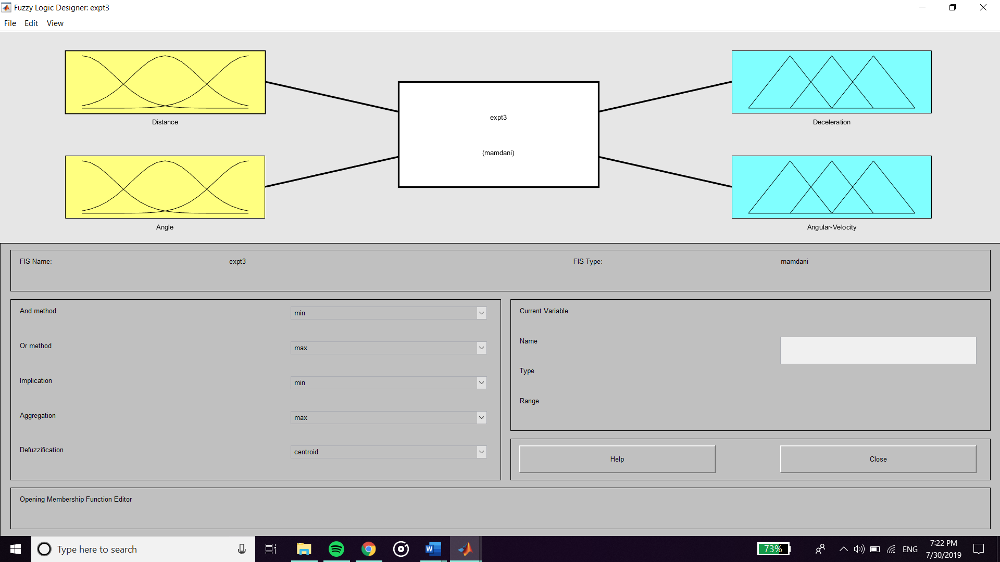 Fuzzy Logic Designer: expt3
File Edit View
Distance
Angle
expt3
(mamdani)
Deceleration
Angular-Velocity
FIS Name: expt3 FIS Type: mamdani
And method min
Or method max
Implication min
Aggregation max
Defuzzification centroid
Current Variable
Name
Type
Range
Help Close
Opening Membership Function Editor
Type here to search
W
73%
ENG
7:22 PM
7/30/2019